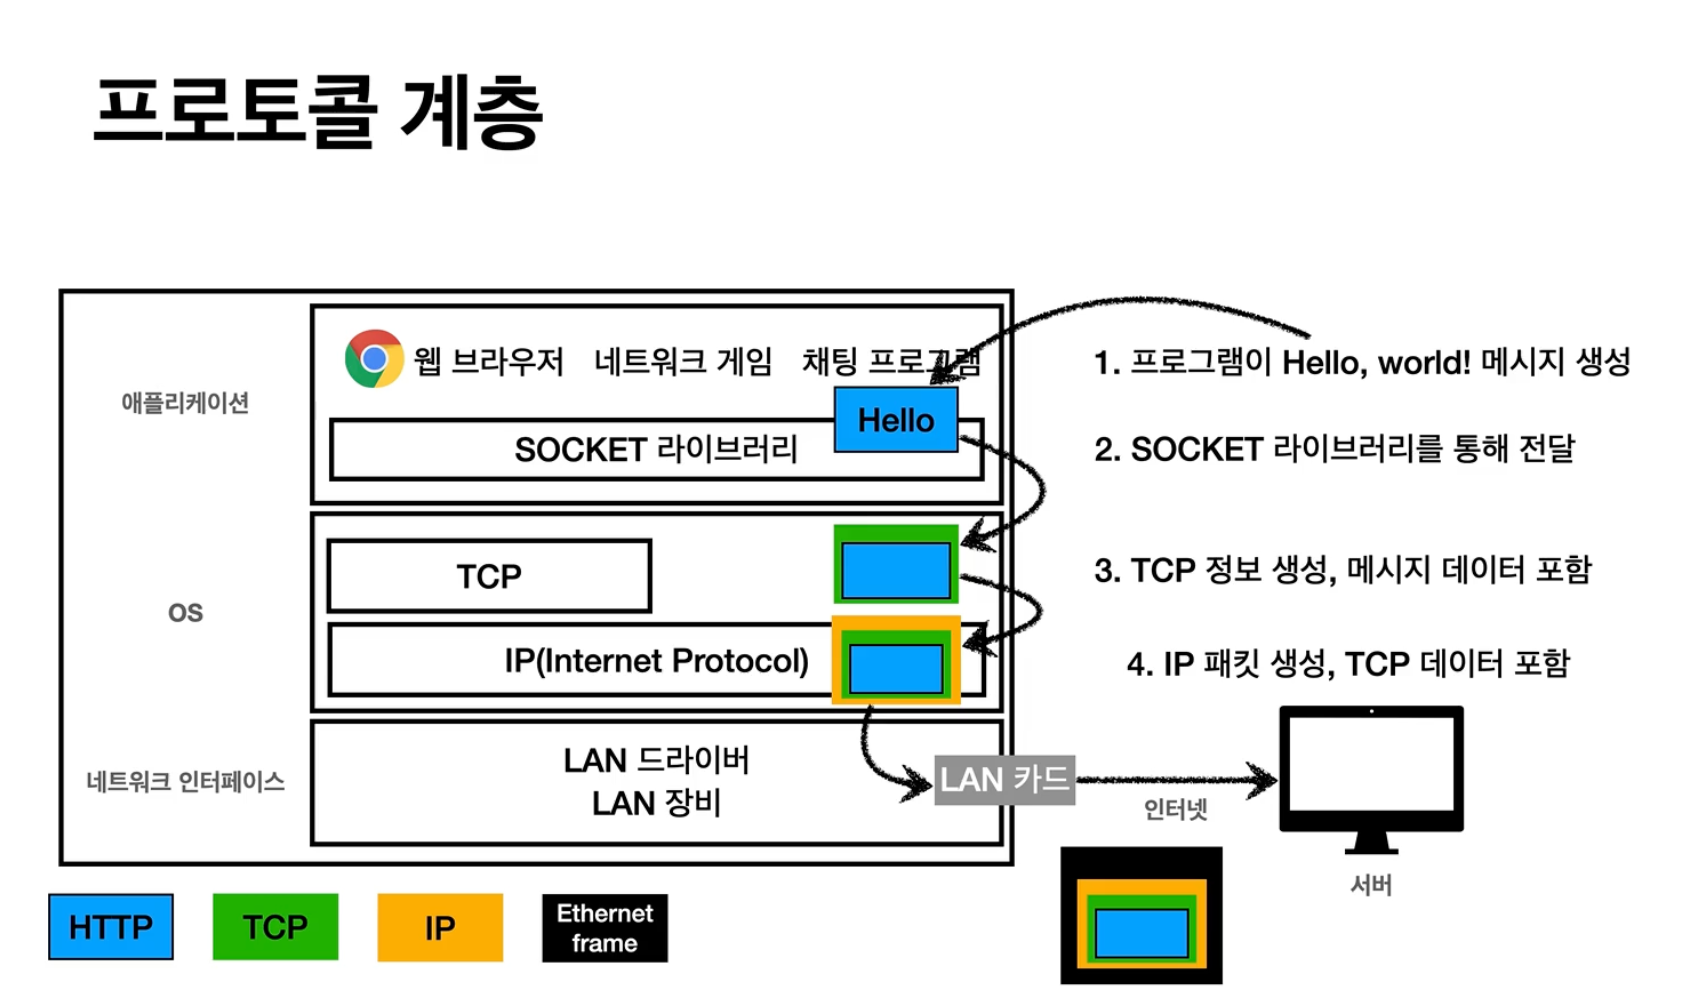 프로토콜 계층
애플리케이션
웹 브라우저 네트워크 게임 채팅 프로그램
Hello
SOCKET 라이브러리
1. 프로그램이 Hello, world! 메시지 생성
2. SOCKET 라이브러리를 통해 전달
OS
TCP
3. TCP 정보 생성, 메시지 데이터 포함
IP(Internet Protocol)
4. IP 패킷 생성, TCP 데이터 포함
네트워크 인터페이스
LAN 드라이버
LAN 장비
LAN 카드
인터넷
서버
HTTP
TCP
IP
Ethernet
frame